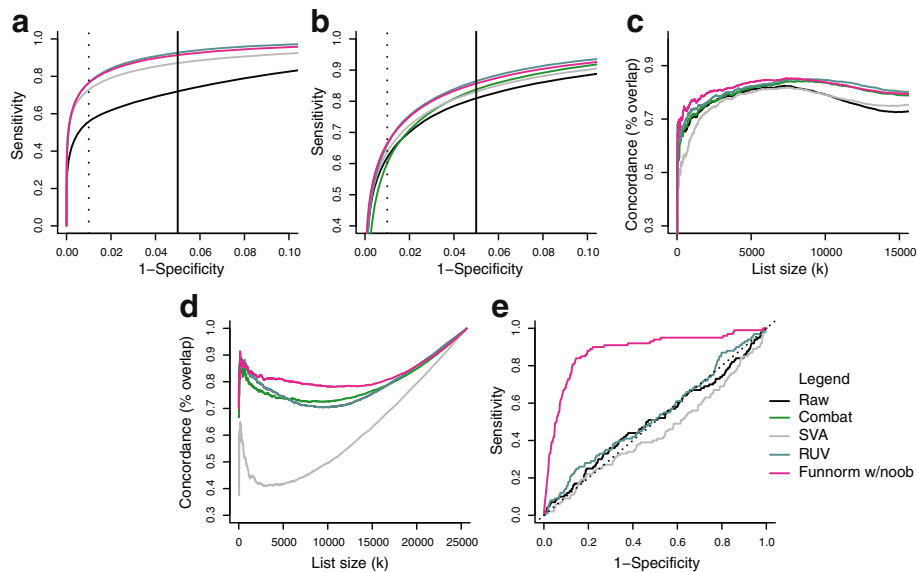 a
Sensitivity
0.0 0.2 0.4 0.6 0.8 1.0
0.00 0.02 0.04 0.06 0.08 0.10
1−Specificity
b
Sensitivity
0.4 0.5 0.6 0.7 0.8 0.9 1.0
0.00 0.02 0.04 0.06 0.08 0.10
1−Specificity
c
Concordance (% overlap)
0.3 0.5 0.7 0.9
0 5000 10000 15000
List size (k)
d
Concordance (% overlap)
0.3 0.4 0.5 0.6 0.7 0.8 0.9 1.0
0 5000 10000 15000 20000 25000
List size (k)
e
Sensitivity
0.0 0.2 0.4 0.6 0.8 1.0
0.0 0.2 0.4 0.6 0.8 1.0
1−Specificity
Legend
Raw
Combat
SVA
RUV
Funnorm w/noob